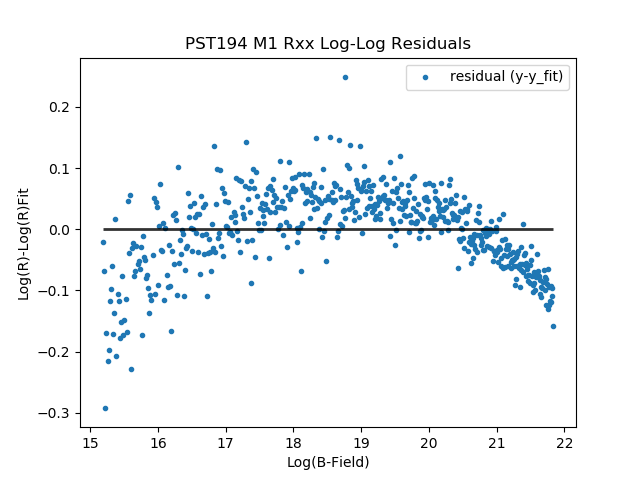 PST194 M1 Rxx Log-Log Residuals
residual (y-y_fit)
0.2
0.1
0.0
−0.1
−0.2
−0.3
Log(R)-Log(R)Fit
15 16 17 18 19 20 21 22
Log(B-Field)